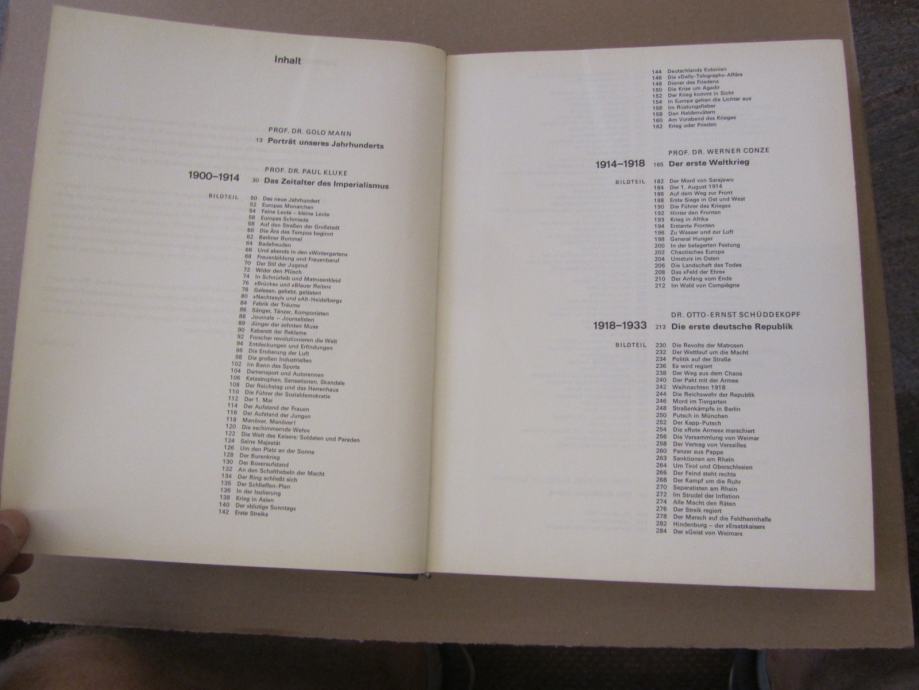 Inhalt
PROF. DR. GOLO MANN
13 Porträt unseres Jahrhunderts
PROF. DR. PAUL KLUKE
1900–1914 30 Das Zeitalter des Imperialismus
BILDTEIL 50 Das neue Jahrhundert
52 Europas Monarchen
54 Feine Leute – kleine Leute
56 Europas Schmiede
58 Auf den Straßen der Großstadt
60 Die Ära des Tempos beginnt
62 Berliner Bummel
64 Badefreuden
66 Und abends in den »Wintergarten«
68 Frauenbildung und Frauenberuf
70 Der Stil der Jugend
72 Wider den Plüsch
74 In Schnürleib und Matrosenkleid
76 »Brücke« und »Blauer Reiter«
78 Gelesen, geliebt, gelästert
80 »Nachtasyl« und »Alt-Heidelberg«
84 Fabrik der Träume
86 Sänger, Tänzer, Komponisten
88 Journale – Journalisten
89 Jünger der zehnten Muse
90 Kabarett der Reklame
92 Forscher revolutionieren die Welt
94 Entdeckungen und Erfindungen
96 Die Eroberung der Luft
98 Die großen Industriellen
102 Im Bann des Sports
104 Damensport und Autorennen
106 Katastrophen, Sensationen, Skandale
108 Der Reichstag und das Herrenhaus
110 Die Führer der Sozialdemokratie
112 Der 1. Mai
114 Der Aufstand der Frauen
116 Der Aufstand der Jungen
118 Manöver, Manöver!
120 Die schimmernde Wehr
122 Die Welt des Kaisers: Soldaten und Paraden
124 Seine Majestät
126 Um den Platz an der Sonne
128 Der Burenkrieg
130 Der Boxeraufstand
132 An den Schalthebeln der Macht
134 Der Ring schließt sich
135 Der Schlieffen-Plan
136 In der Isolierung
138 Krieg in Asien
140 Der »blutige Sonntag«
142 Erste Streiks
144 Deutschlands Kolonien
146 Die »Daily-Telegraph«-Affäre
148 Diener des Friedens
150 Die Krise um Agadir
152 Der Krieg kommt in Sicht
154 In Europa gehen die Lichter aus
156 Im Rüstungsfieber
158 Den Heldenvätern
160 Am Vorabend des Krieges
162 Krieg oder Frieden
PROF. DR. WERNER CONZE
1914–1918 165 Der erste Weltkrieg
BILDTEIL 182 Der Mord von Sarajewo
184 Der 1. August 1914
186 Auf dem Weg zur Front
188 Erste Siege in Ost und West
190 Die Führer des Krieges
192 Hinter den Fronten
193 Krieg in Afrika
194 Erstarrte Fronten
196 Zu Wasser und zur Luft
198 General Hunger
200 In der belagerten Festung
202 Chaotisches Europa
204 Umsturz im Osten
206 Die Landschaft des Todes
208 Das »Feld der Ehre«
210 Der Anfang vom Ende
212 Im Wald von Compiègne
DR. OTTO-ERNST SCHÜDDEKOPF
1918–1933 213 Die erste deutsche Republik
BILDTEIL 230 Die Revolte der Matrosen
232 Der Wettlauf um die Macht
234 Politik auf der Straße
236 Es wird regiert
238 Der Weg aus dem Chaos
240 Der Pakt mit der Armee
242 Weihnachten 1918
244 Die Reichswehr der Republik
246 Mord im Tiergarten
248 Straßenkämpfe in Berlin
250 Putsch in München
252 Der Kapp-Putsch
254 Die »Rote Armee« marschiert
256 Die Versammlung von Weimar
258 Der Vertrag von Versailles
260 Panzer aus Pappe
263 Sanktionen am Rhein
264 Um Tirol und Oberschlesien
266 Der Feind steht rechts
268 Der Kampf um die Ruhr
270 Separatisten am Rhein
272 Im Strudel der Inflation
274 Alle Macht den Räten
276 Der Streik regiert
278 Der Marsch auf die Feldherrnhalle
282 Hindenburg – der »Ersatzkaiser«
284 Der »Geist von Weimar«